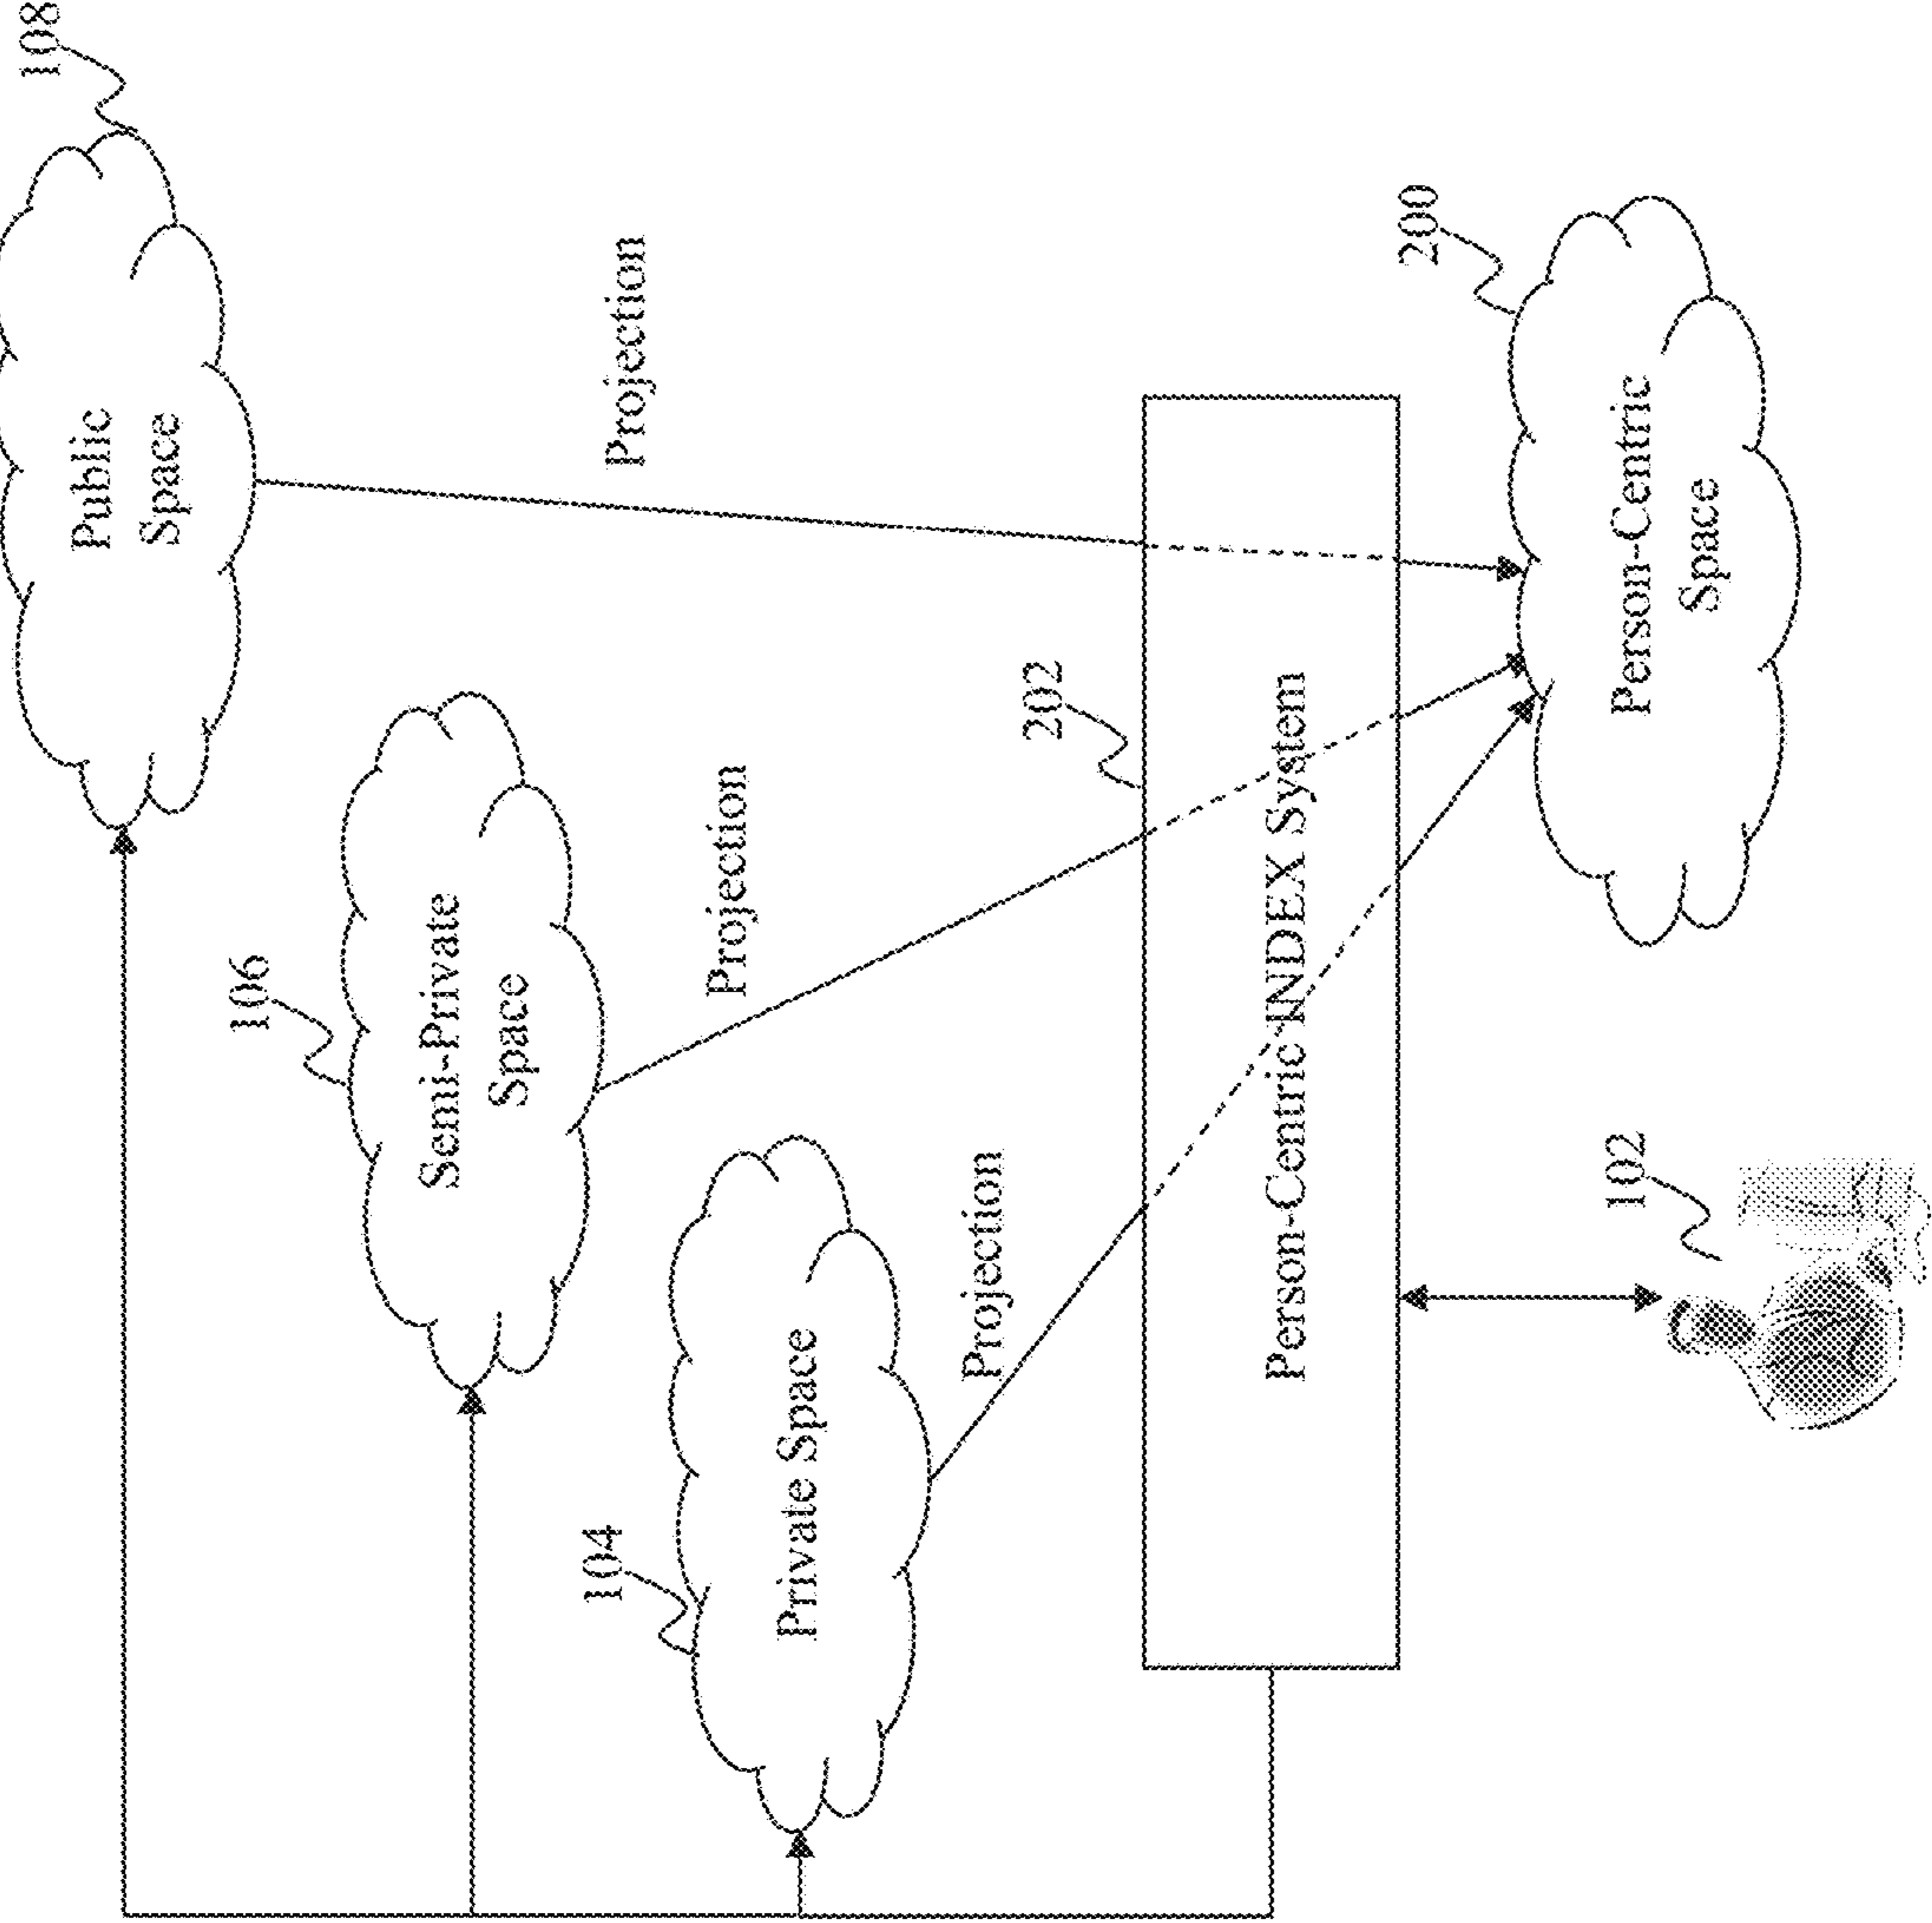 108
Public
Space
Projection
106
Semi-Private
Space
Projection
104
Private Space
Projection
202
Person-Centric INDEX System
200
Person-Centric
Space
102